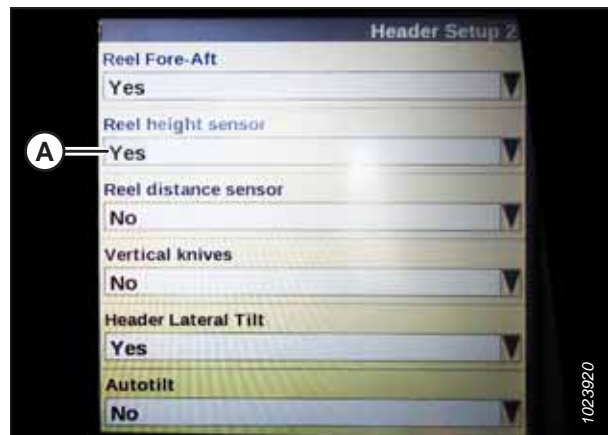 Header Setup 2
Reel Fore-Aft
Yes
Reel height sensor
A
Yes
Reel distance sensor
No
Vertical knives
No
Header Lateral Tilt
Yes
Autotilt
No
1023920